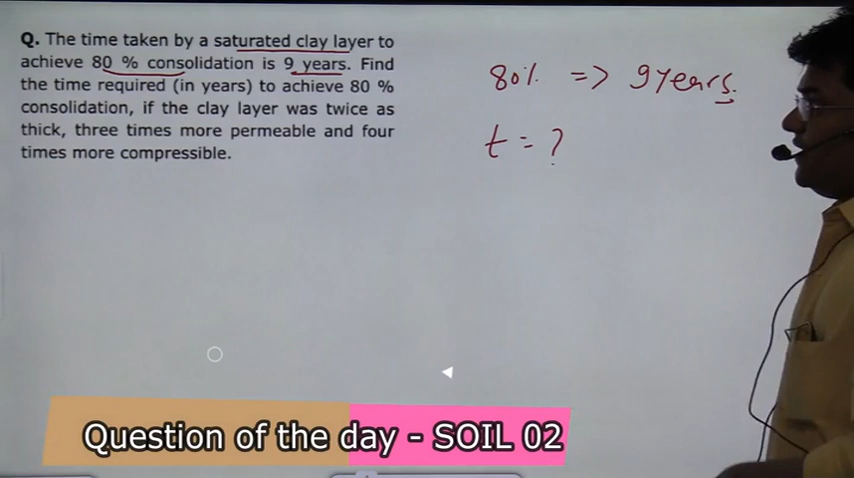 Q. The time taken by a saturated clay layer to
achieve 80 % consolidation is 9 years. Find
the time required (in years) to achieve 80 %
consolidation, if the clay layer was twice as
thick, three times more permeable and four
times more compressible.
80% => 9 years.
t = ?
Question of the day - SOIL 02